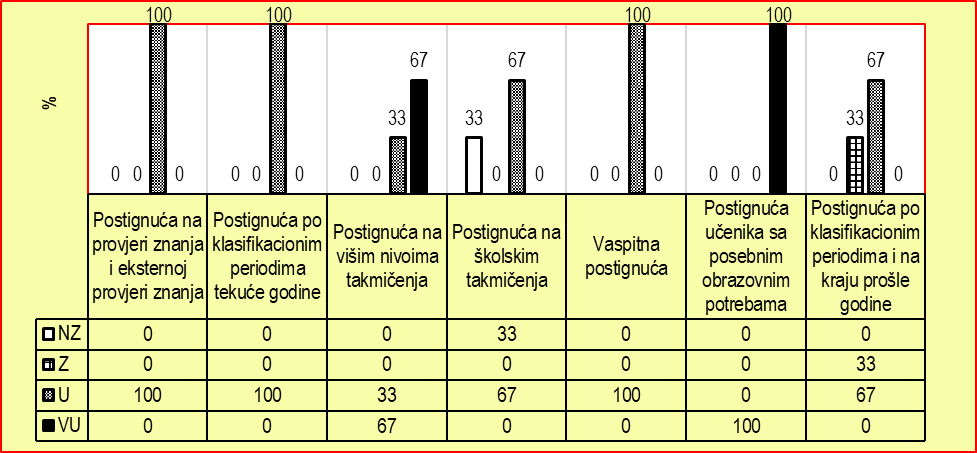 100 100 100 100
67 67 67
33 33 33
%
0 0 0 0 0 0 0 0 0 0 0 0 0 0 0 0 0 0 0
Postignuća na
provjeri znanja
i eksternoj
provjeri znanja
Postignuća po
klasifikacionim
periodima
tekuće godine
Postignuća na
višim nivoima
takmičenja
Postignuća na
školskim
takmičenja
Vaspitna
postignuća
Postignuća
učenika sa
posebnim
obrazovnim
potrebama
Postignuća po
klasifikacionim
periodima i na
kraju prošle
godine
NZ 0 0 0 33 0 0 0
Z 0 0 0 0 0 0 33
U 100 100 33 67 100 0 67
VU 0 0 67 0 0 100 0